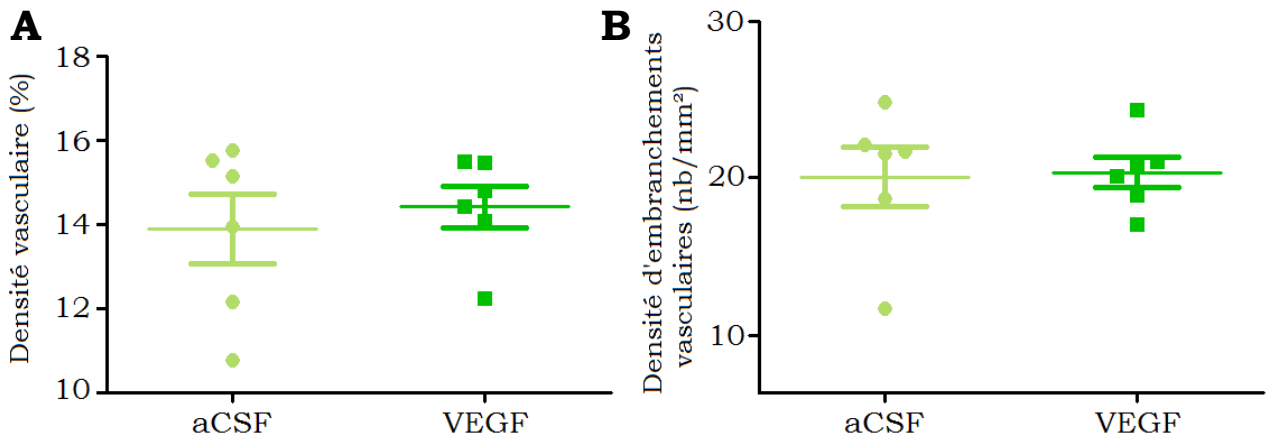 A
Densité vasculaire (%)
18
16
14
12
10
aCSF
VEGF
B
Densité d'embranchements
vasculaires (nb/mm²)
30
20
10
aCSF
VEGF